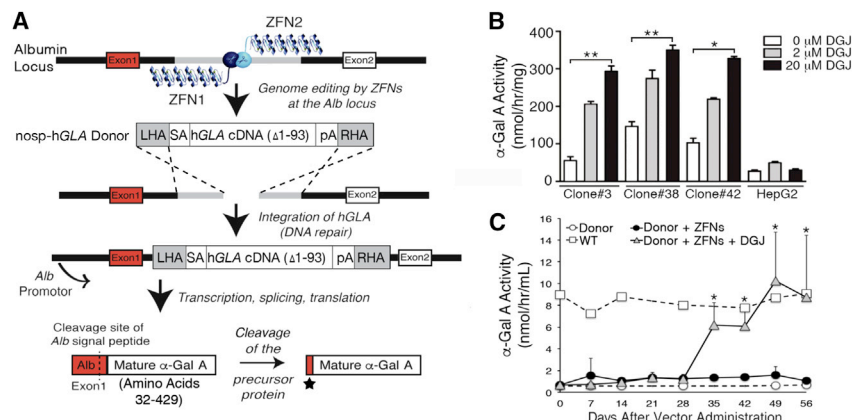 A
ZFN2
Albumin
Locus
Exon1
Exon2
ZFN1
Genome editing by ZFNs
at the Alb locus
nosp-hGLA Donor
LHA SA hGLA cDNA (Δ1-93) pA RHA
Exon1
Exon2
Integration of hGLA
(DNA repair)
Exon1 LHA SA hGLA cDNA (Δ1-93) pA RHA Exon2
Alb
Promotor
Transcription, splicing, translation
Cleavage site of
Alb signal peptide
Cleavage
of the
precursor
protein
Alb Mature α-Gal A
Mature α-Gal A
Exon1
(Amino Acids
32-429)
B
α-Gal A Activity
(nmol/hr/mg)
400
300
200
100
0
** ** *
0 μM DGJ
2 μM DGJ
20 μM DGJ
Clone#3 Clone#38 Clone#42 HepG2
C
α-Gal A Activity
(nmol/hr/mL)
16
14
12
10
8
6
4
2
0
Donor
WT
Donor + ZFNs
Donor + ZFNs + DGJ
* * * *
0 7 14 21 28 35 42 49 56
Days After Vector Administration